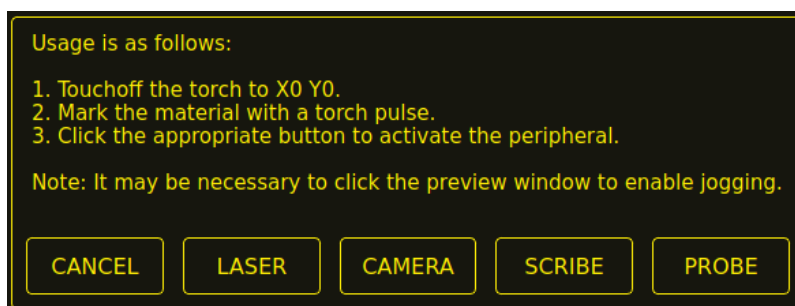 Usage is as follows:
1. Touchoff the torch to X0 Y0.
2. Mark the material with a torch pulse.
3. Click the appropriate button to activate the peripheral.
Note: It may be necessary to click the preview window to enable jogging.
CANCEL LASER CAMERA SCRIBE PROBE